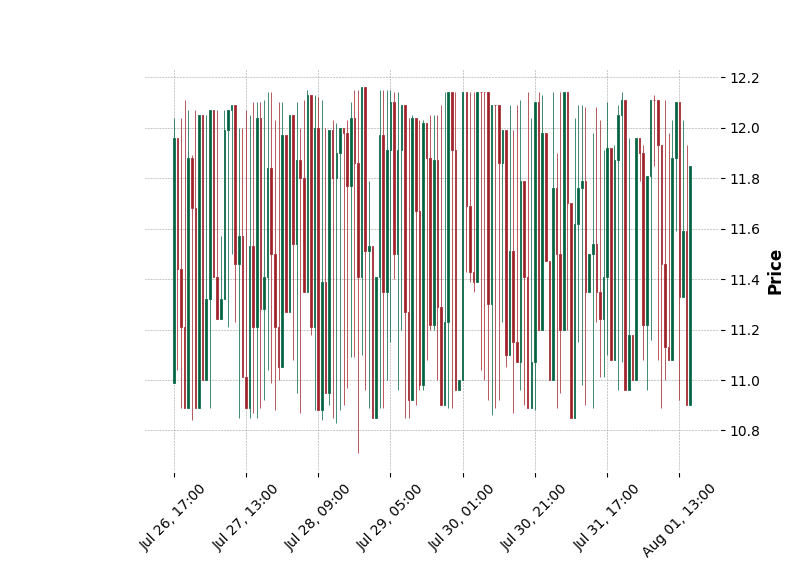 12.2
12.0
11.8
11.6
11.4
11.2
11.0
10.8
Price
Jul 26, 17:00
Jul 27, 13:00
Jul 28, 09:00
Jul 29, 05:00
Jul 30, 01:00
Jul 30, 21:00
Jul 31, 17:00
Aug 01, 13:00